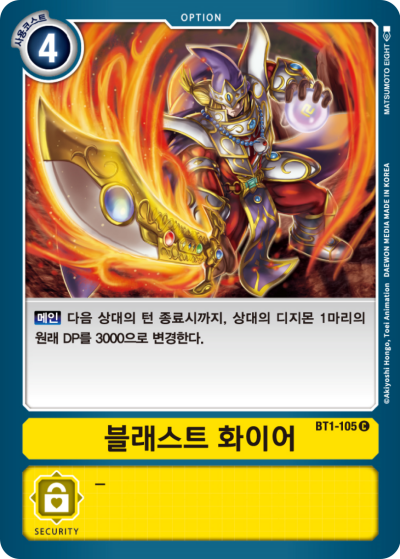 사용코스트
4
OPTION
MATSUMOTO EIGHT
©Akiyoshi Hongo, Toei Animation DAEWON MEDIA MADE IN KOREA
메인 다음 상대의 턴 종료시까지, 상대의 디지몬 1마리의
원래 DP를 3000으로 변경한다.
블래스트 화이어
BT1-105 C
–
SECURITY